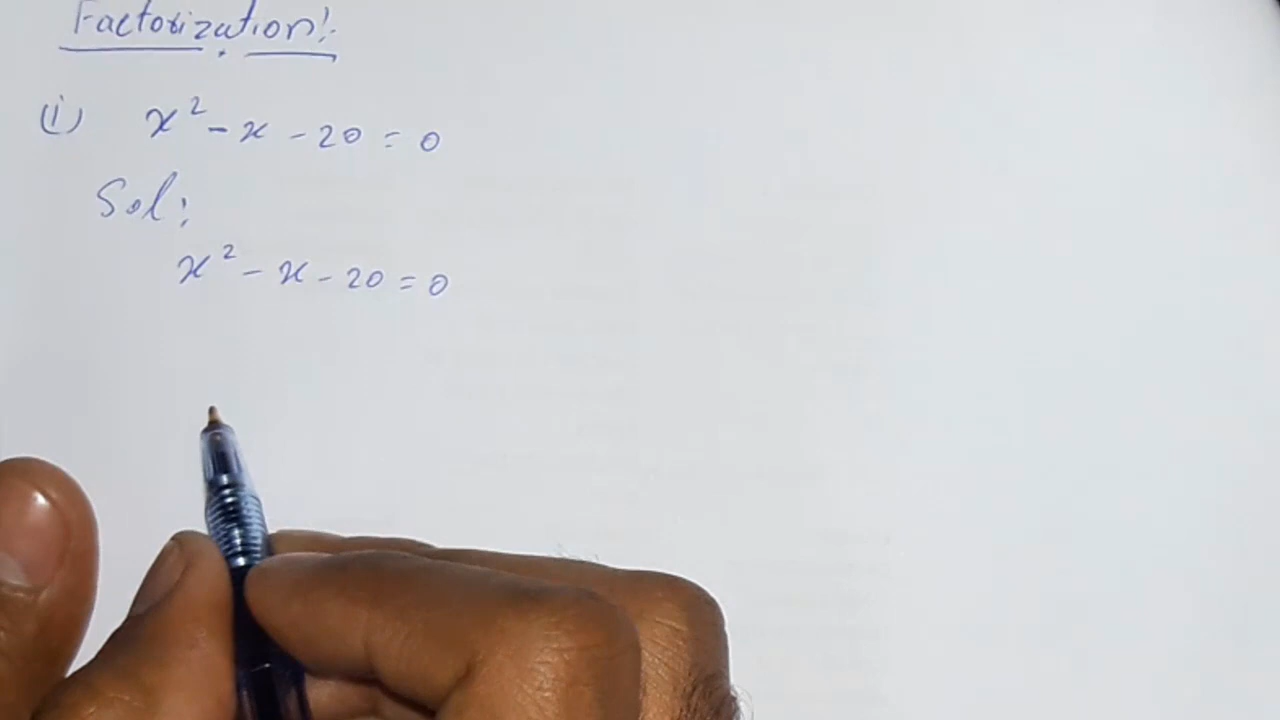 Factorization:-
(i) x² - x - 20 = 0
Sol:
x² - x - 20 = 0